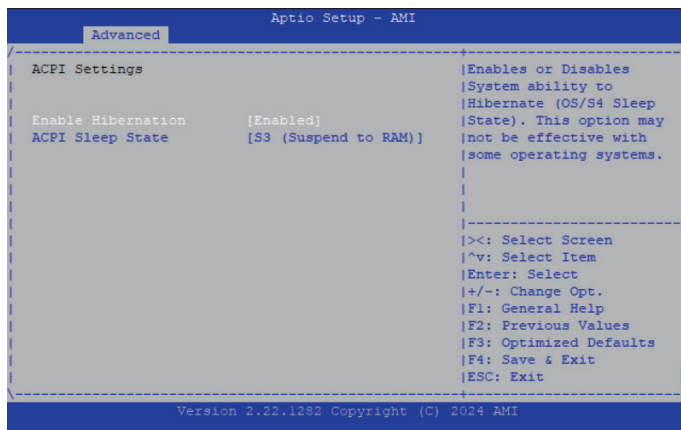 Aptio Setup - AMI
Advanced
ACPI Settings
Enable Hibernation [Enabled]
ACPI Sleep State [S3 (Suspend to RAM)]
Enables or Disables
System ability to
Hibernate (OS/S4 Sleep
State). This option may
not be effective with
some operating systems.
><: Select Screen
^v: Select Item
Enter: Select
+/-: Change Opt.
F1: General Help
F2: Previous Values
F3: Optimized Defaults
F4: Save & Exit
ESC: Exit
Version 2.22.1282 Copyright (C) 2024 AMI